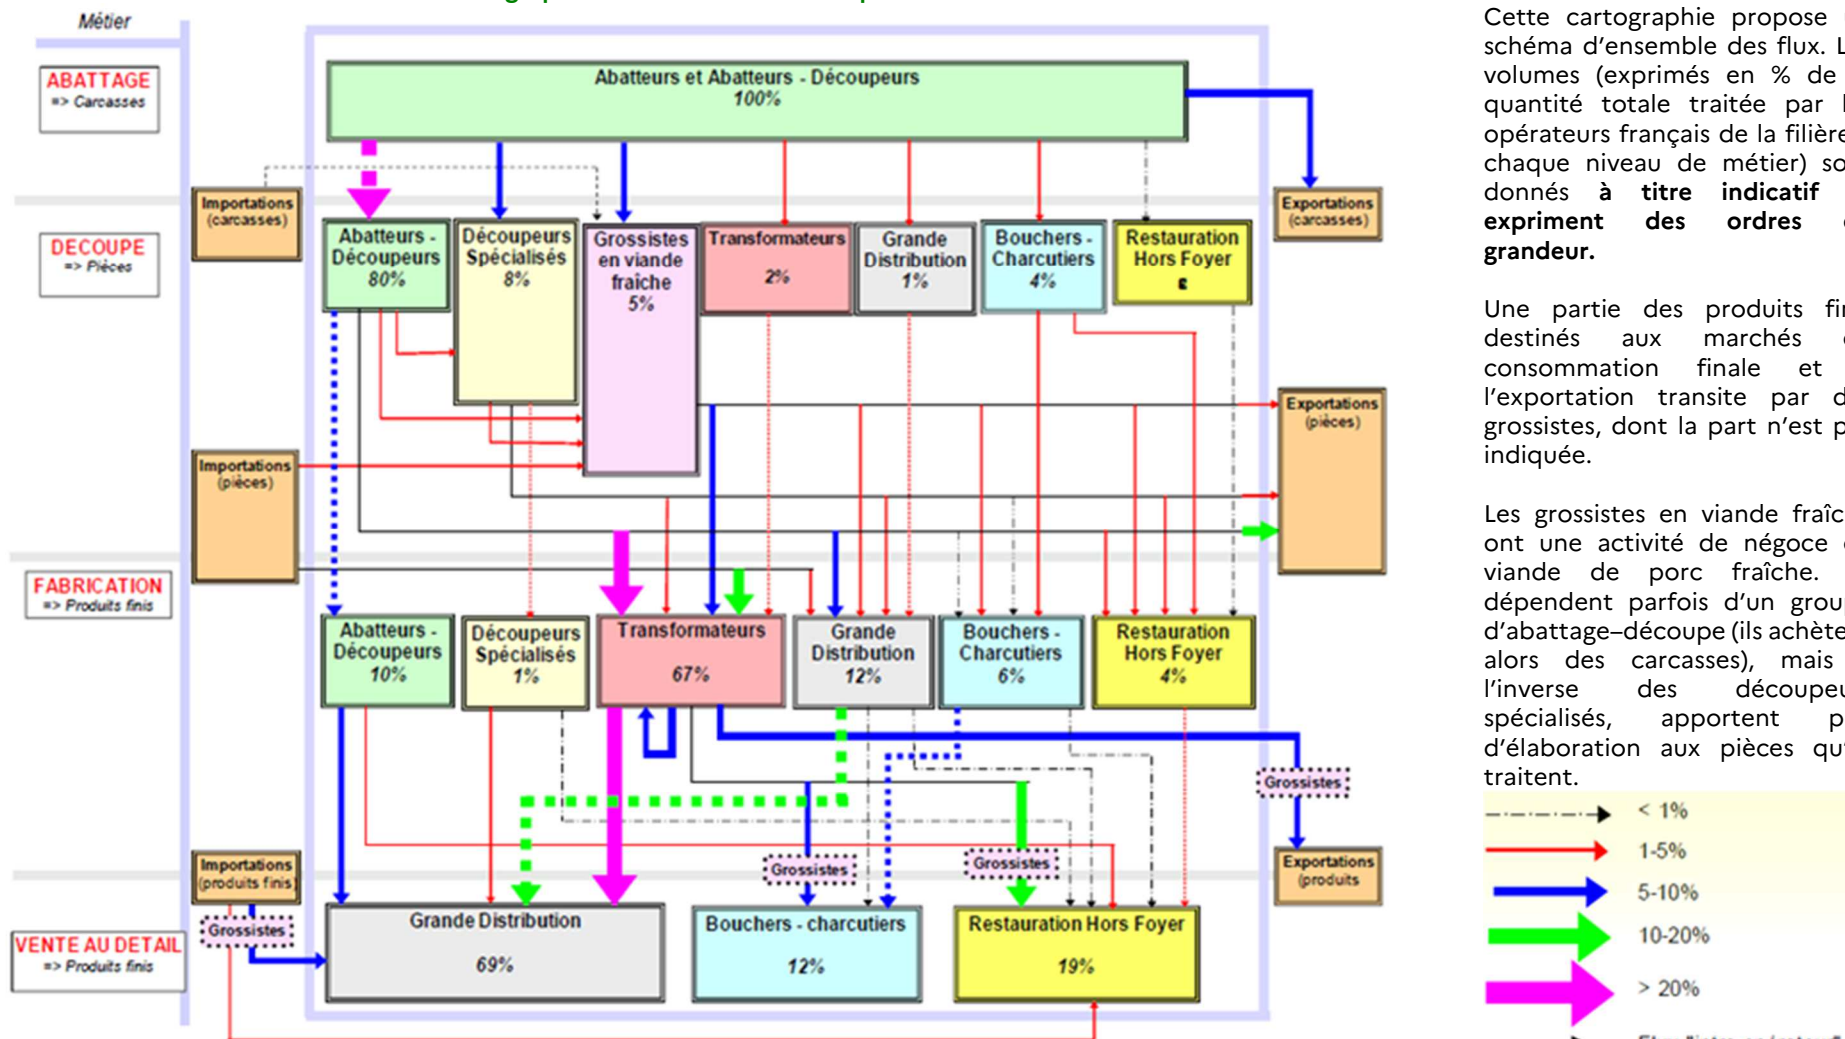 Métier
ABATTAGE
=> Carcasses
Abatteurs et Abatteurs - Découpeurs
100%
Importations
(carcasses)
Exportations
(carcasses)
DECOUPE
=> Pièces
Abatteurs -
Découpeurs
80%
Découpeurs
Spécialisés
8%
Grossistes
en viande
fraîche
5%
Transformateurs
2%
Grande
Distribution
1%
Bouchers -
Charcutiers
4%
Restauration
Hors Foyer
ε
Exportations
(pièces)
Importations
(pièces)
FABRICATION
=> Produits finis
Abatteurs -
Découpeurs
10%
Découpeurs
Spécialisés
1%
Transformateurs
67%
Grande
Distribution
12%
Bouchers -
Charcutiers
6%
Restauration
Hors Foyer
4%
Grossistes
Grossistes
Grossistes
Importations
(produits finis)
Exportations
(produits
Grossistes
VENTE AU DETAIL
=> Produits finis
Grande Distribution
69%
Bouchers - charcutiers
12%
Restauration Hors Foyer
19%
Cette cartographie propose
schéma d'ensemble des flux.
volumes (exprimés en % de
quantité totale traitée par
opérateurs français de la filière
chaque niveau de métier)
donnés à titre indicatif
expriment des ordres
grandeur.
Une partie des produits
destinés aux marchés
consommation finale et
l'exportation transite par
grossistes, dont la part n'est
indiquée.
Les grossistes en viande
ont une activité de négoce
viande de porc fraîche.
dépendent parfois d'un
d'abattage–découpe (ils
alors des carcasses), mais
l'inverse des
spécialisés, apportent
d'élaboration aux pièces
traitent.
< 1%
1-5%
5-10%
10-20%
> 20%